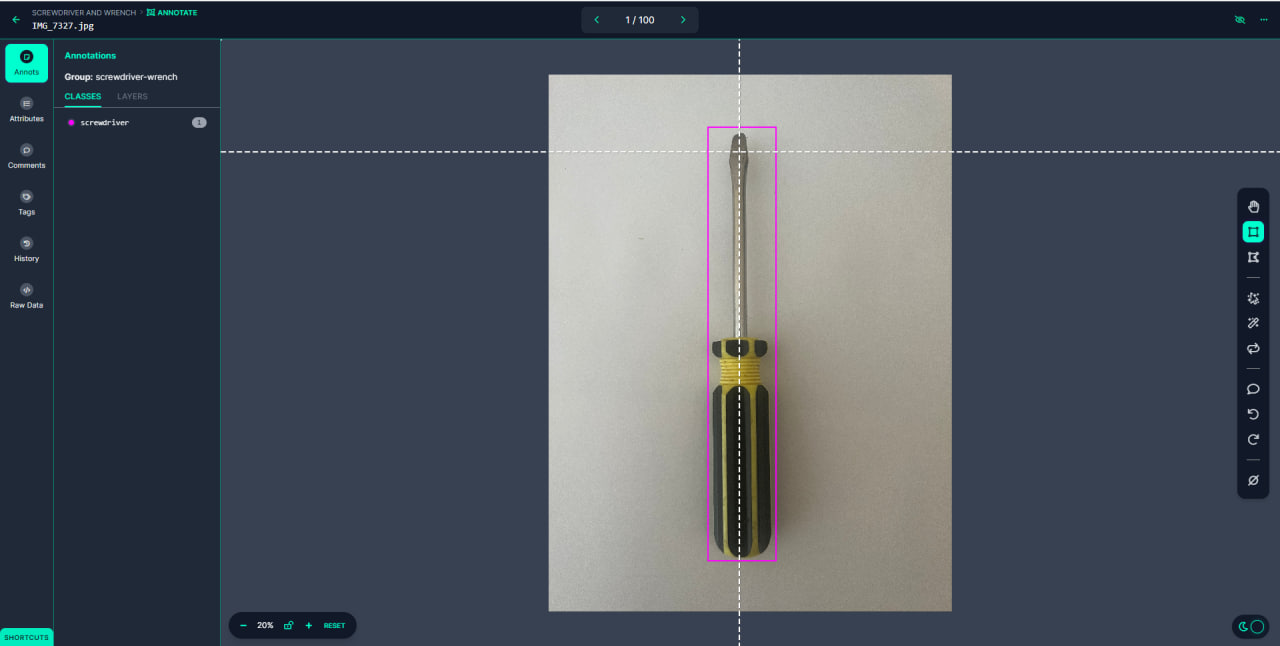 SCREWDRIVER AND WRENCH > ANNOTATE
IMG_7327.jpg
1 / 100
Annots
Attributes
Comments
Tags
History
Raw Data
SHORTCUTS
Annotations
Group: screwdriver-wrench
CLASSES LAYERS
screwdriver 1
− 20% + RESET